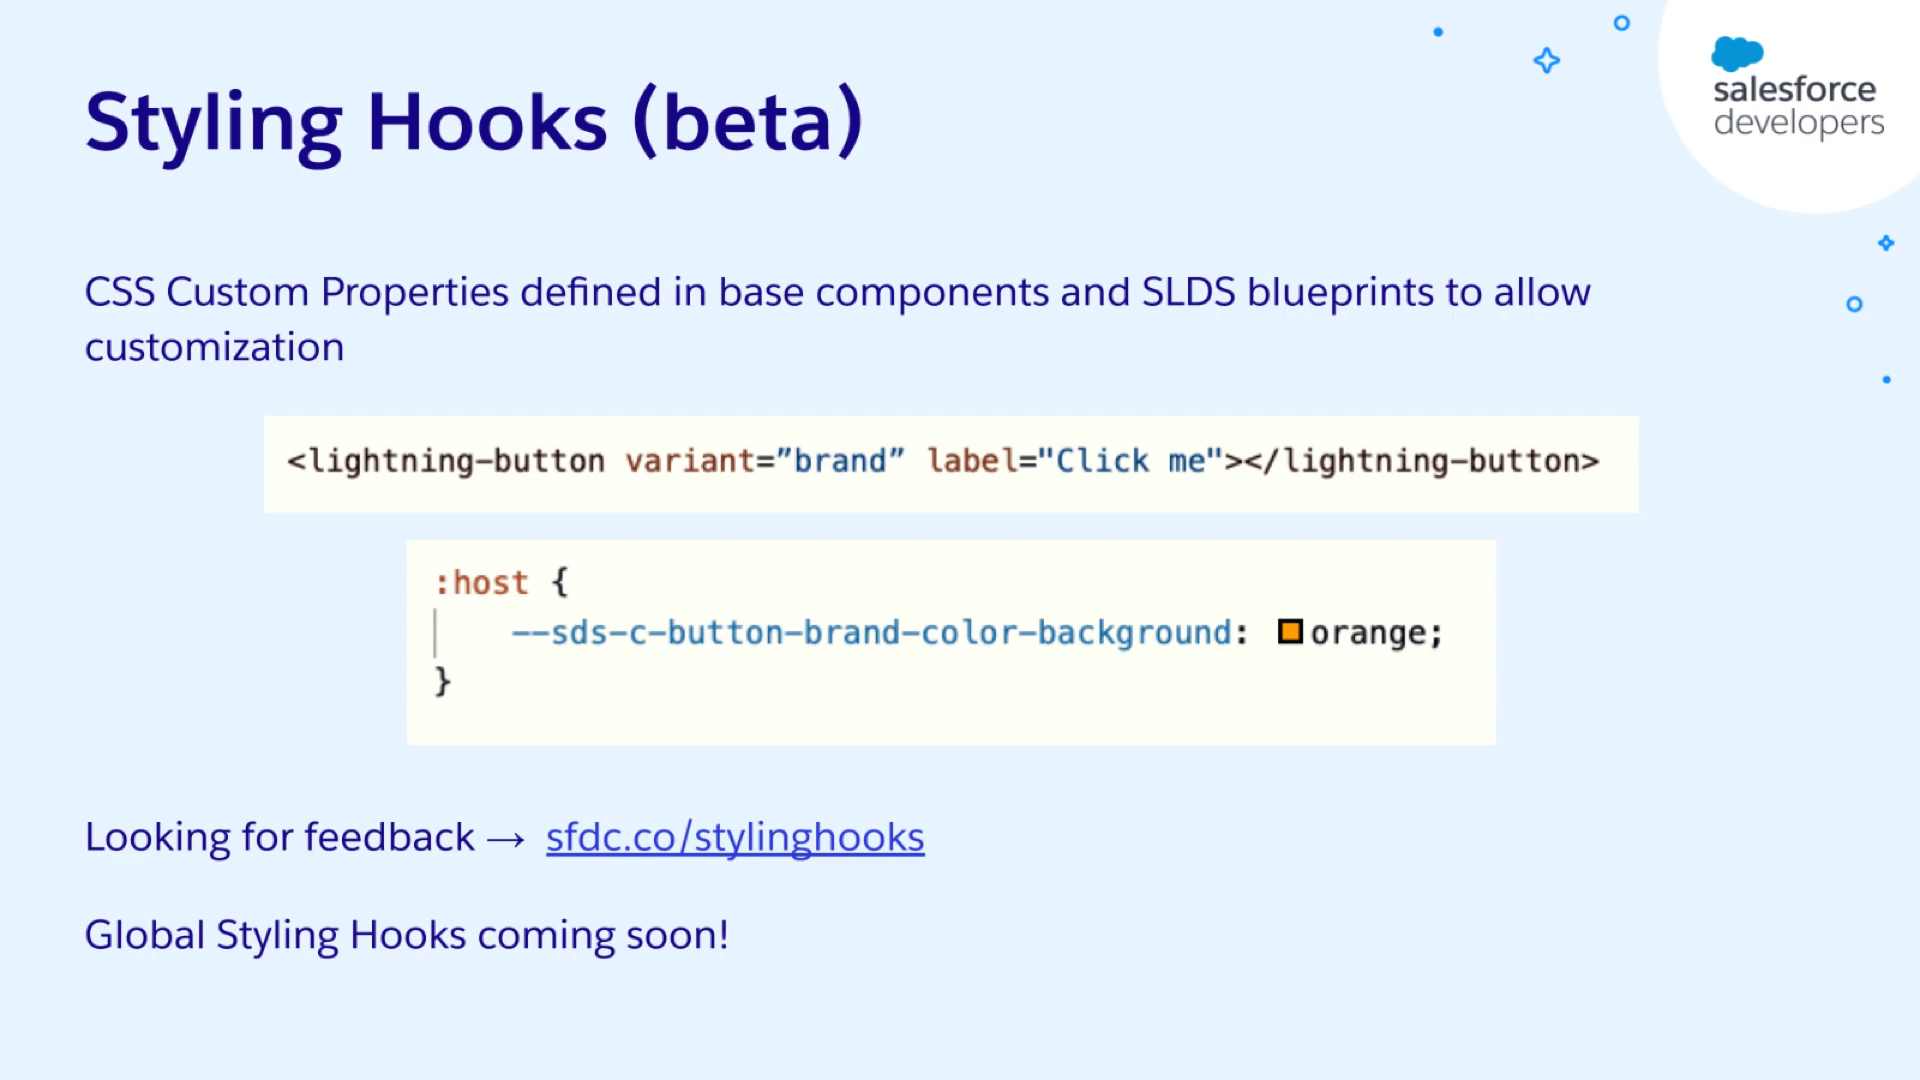 salesforce
developers
Styling Hooks (beta)
CSS Custom Properties defined in base components and SLDS blueprints to allow
customization
<lightning-button variant=”brand” label="Click me"></lightning-button>
:host {
    --sds-c-button-brand-color-background: orange;
}
Looking for feedback → sfdc.co/stylinghooks
Global Styling Hooks coming soon!